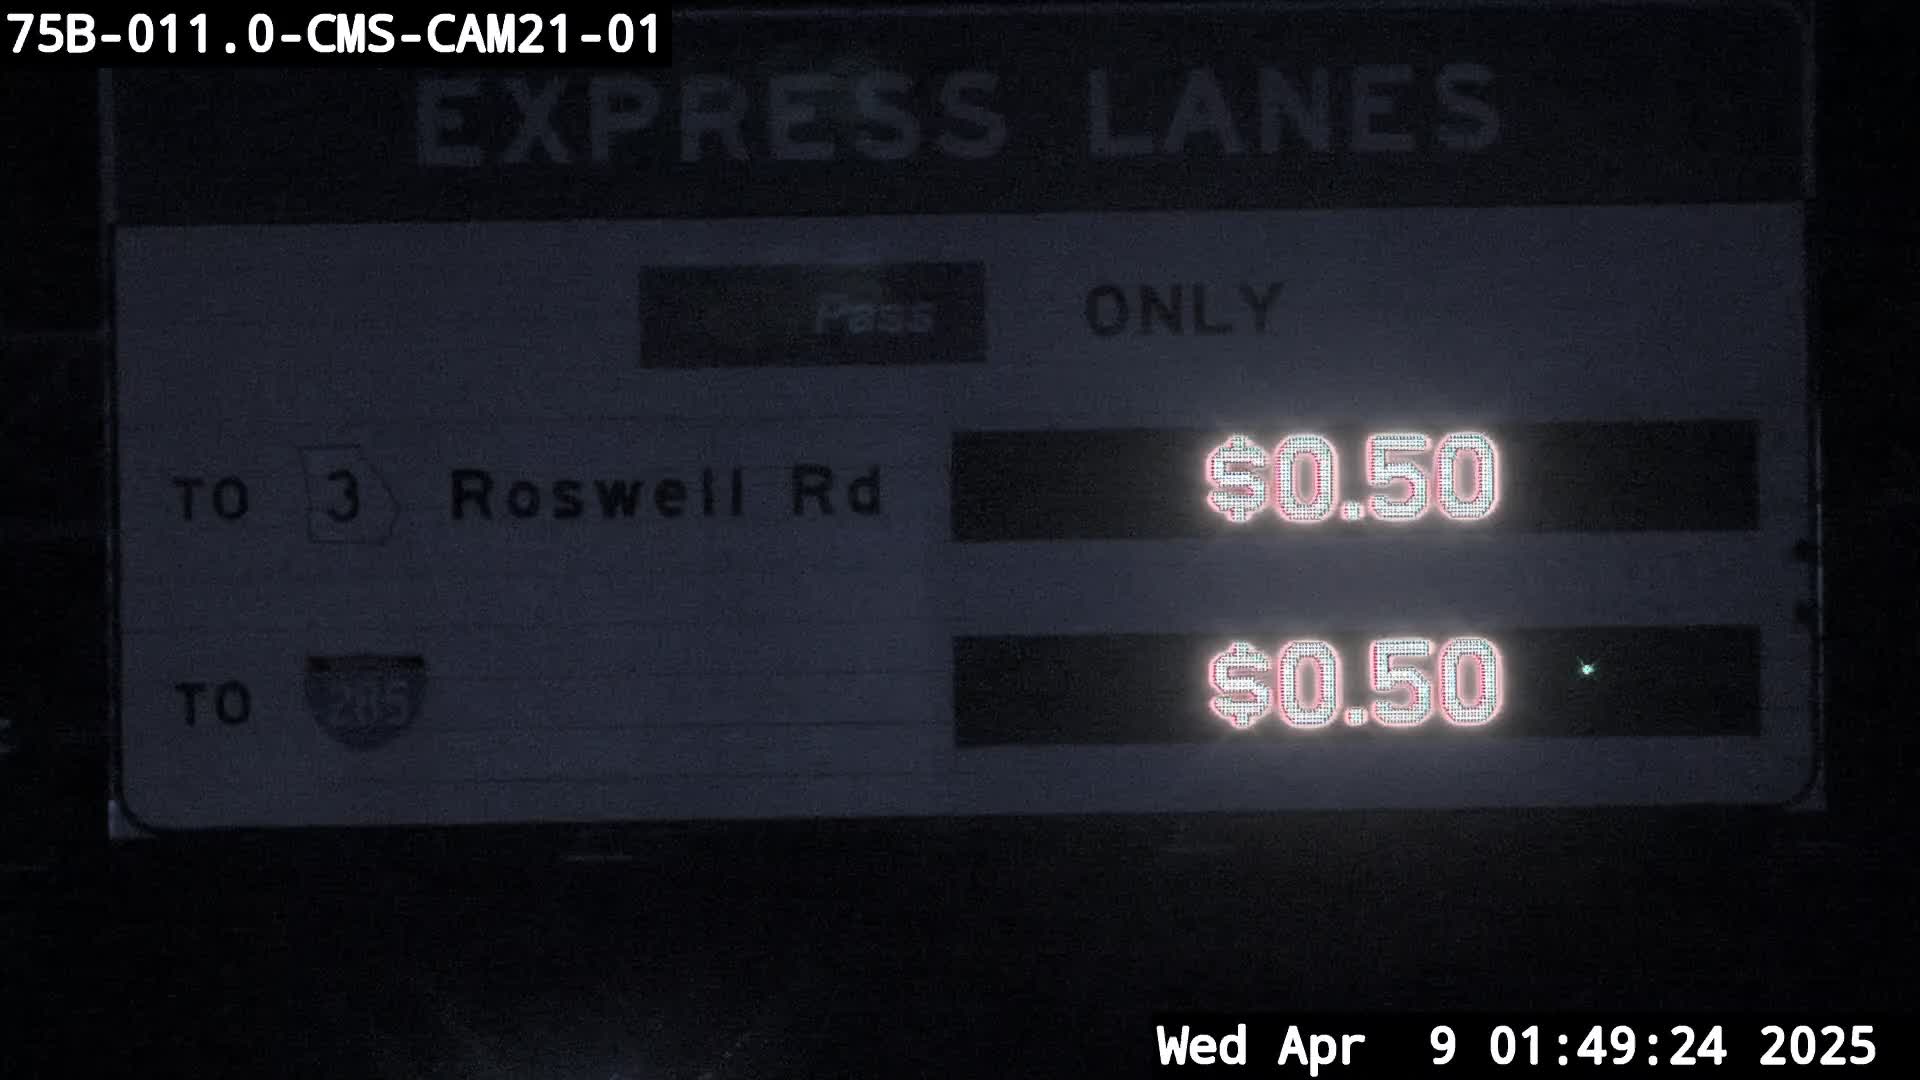 75B-011.0-CMS-CAM21-01
EXPRESS LANES
Pass ONLY
TO 3 Roswell Rd $0.50
TO 285 $0.50
Wed Apr 9 01:49:24 2025